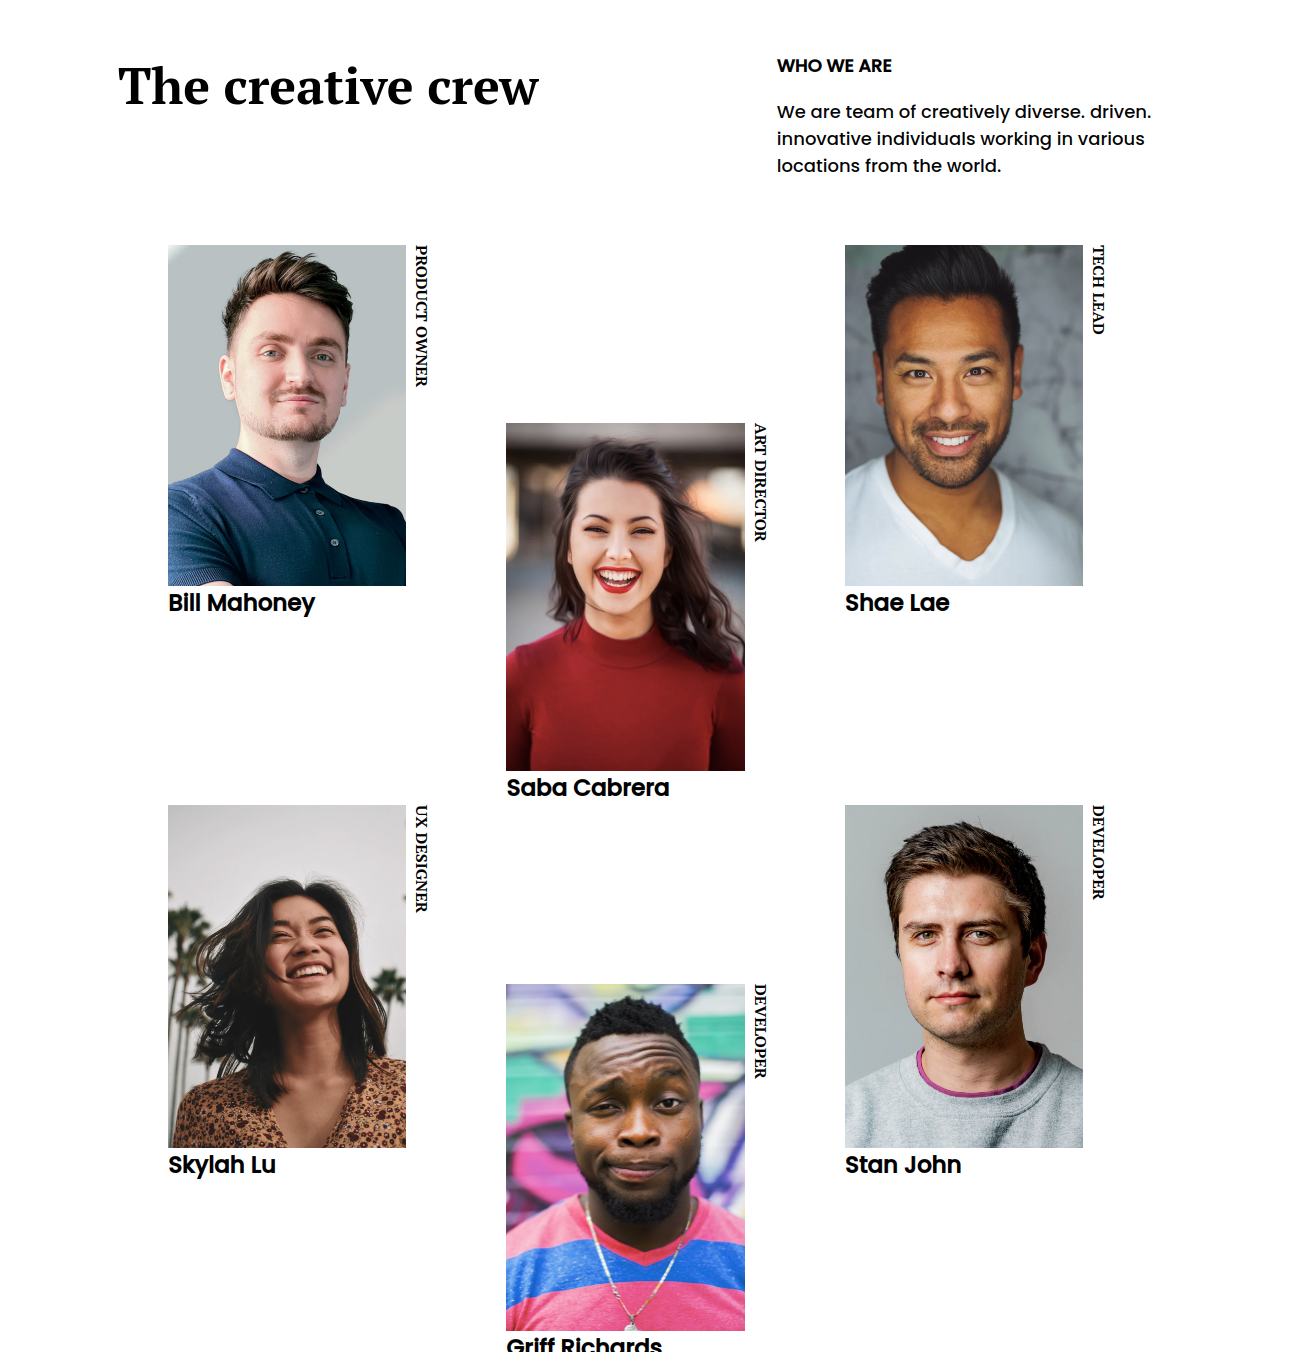 The creative crew
WHO WE ARE
We are team of creatively diverse. driven.
innovative individuals working in various
locations from the world.
PRODUCT OWNER
Bill Mahoney
ART DIRECTOR
Saba Cabrera
TECH LEAD
Shae Lae
UX DESIGNER
Skylah Lu
DEVELOPER
Griff Richards
DEVELOPER
Stan John